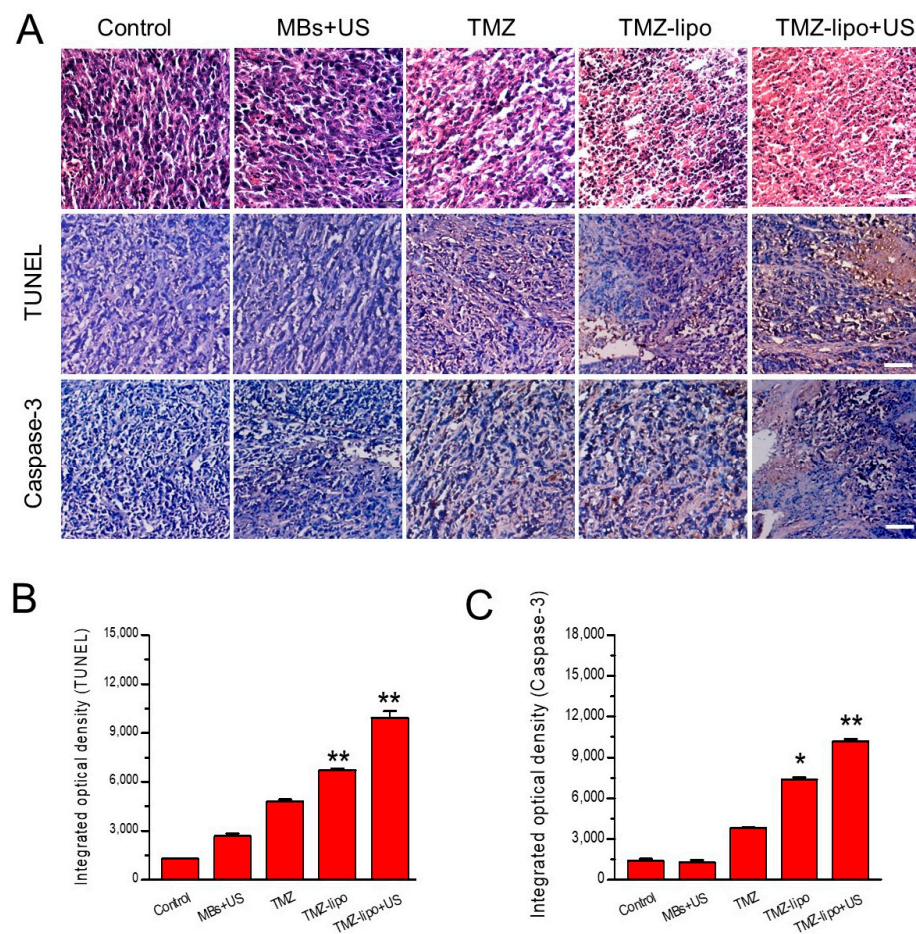 A
Control MBs+US TMZ TMZ-lipo TMZ-lipo+US
TUNEL
Caspase-3
B
Integrated optical density (TUNEL)
15,000
12,000
9,000
6,000
3,000
0
** **
Control MBs+US TMZ TMZ-lipo TMZ-lipo+US
C
Integrated optical density (Caspase-3)
18,000
15,000
12,000
9,000
6,000
3,000
0
* **
Control MBs+US TMZ TMZ-lipo TMZ-lipo+US